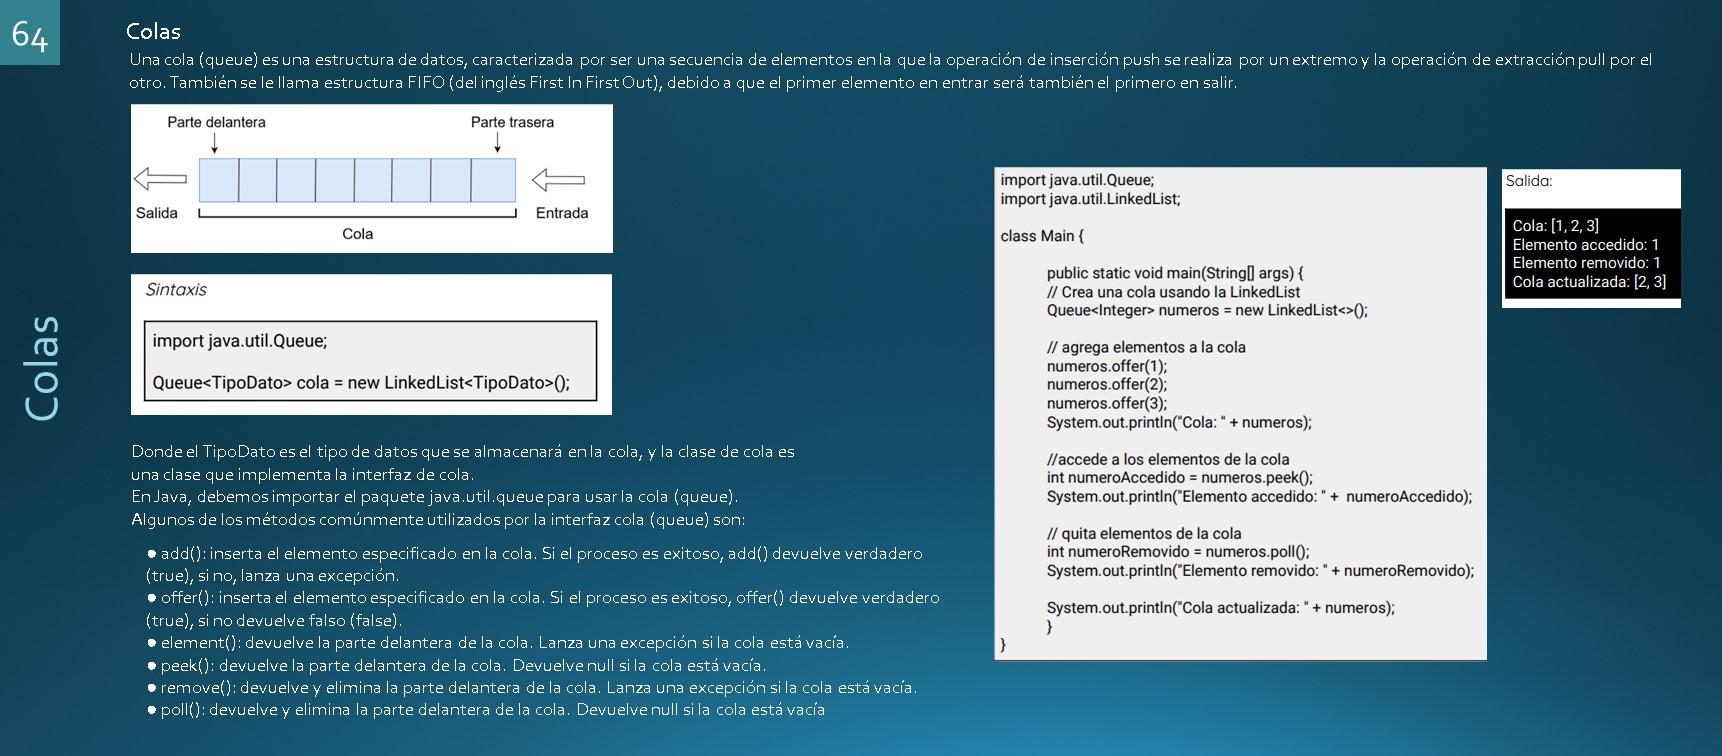 64
Colas
Colas
Una cola (queue) es una estructura de datos, caracterizada por ser una secuencia de elementos en la que la operación de inserción push se realiza por un extremo y la operación de extracción pull por el
otro. También se le llama estructura FIFO (del inglés First In First Out), debido a que el primer elemento en entrar será también el primero en salir.
Parte delantera
Parte trasera
Salida
Entrada
Cola
Sintaxis
import java.util.Queue;
Queue<TipoDato> cola = new LinkedList<TipoDato>();
Donde el TipoDato es el tipo de datos que se almacenará en la cola, y la clase de cola es
una clase que implementa la interfaz de cola.
En Java, debemos importar el paquete java.util.queue para usar la cola (queue).
Algunos de los métodos comúnmente utilizados por la interfaz cola (queue) son:
● add(): inserta el elemento especificado en la cola. Si el proceso es exitoso, add() devuelve verdadero
(true), si no, lanza una excepción.
● offer(): inserta el elemento especificado en la cola. Si el proceso es exitoso, offer() devuelve verdadero
(true), si no devuelve falso (false).
● element(): devuelve la parte delantera de la cola. Lanza una excepción si la cola está vacía.
● peek(): devuelve la parte delantera de la cola. Devuelve null si la cola está vacía.
● remove(): devuelve y elimina la parte delantera de la cola. Lanza una excepción si la cola está vacía.
● poll(): devuelve y elimina la parte delantera de la cola. Devuelve null si la cola está vacía
import java.util.Queue;
import java.util.LinkedList;
class Main {
public static void main(String[] args) {
// Crea una cola usando la LinkedList
Queue<Integer> numeros = new LinkedList<>();
// agrega elementos a la cola
numeros.offer(1);
numeros.offer(2);
numeros.offer(3);
System.out.println("Cola: " + numeros);
//accede a los elementos de la cola
int numeroAccedido = numeros.peek();
System.out.println("Elemento accedido: " + numeroAccedido);
// quita elementos de la cola
int numeroRemovido = numeros.poll();
System.out.println("Elemento removido: " + numeroRemovido);
System.out.println("Cola actualizada: " + numeros);
}
}
Salida:
Cola: [1, 2, 3]
Elemento accedido: 1
Elemento removido: 1
Cola actualizada: [2, 3]